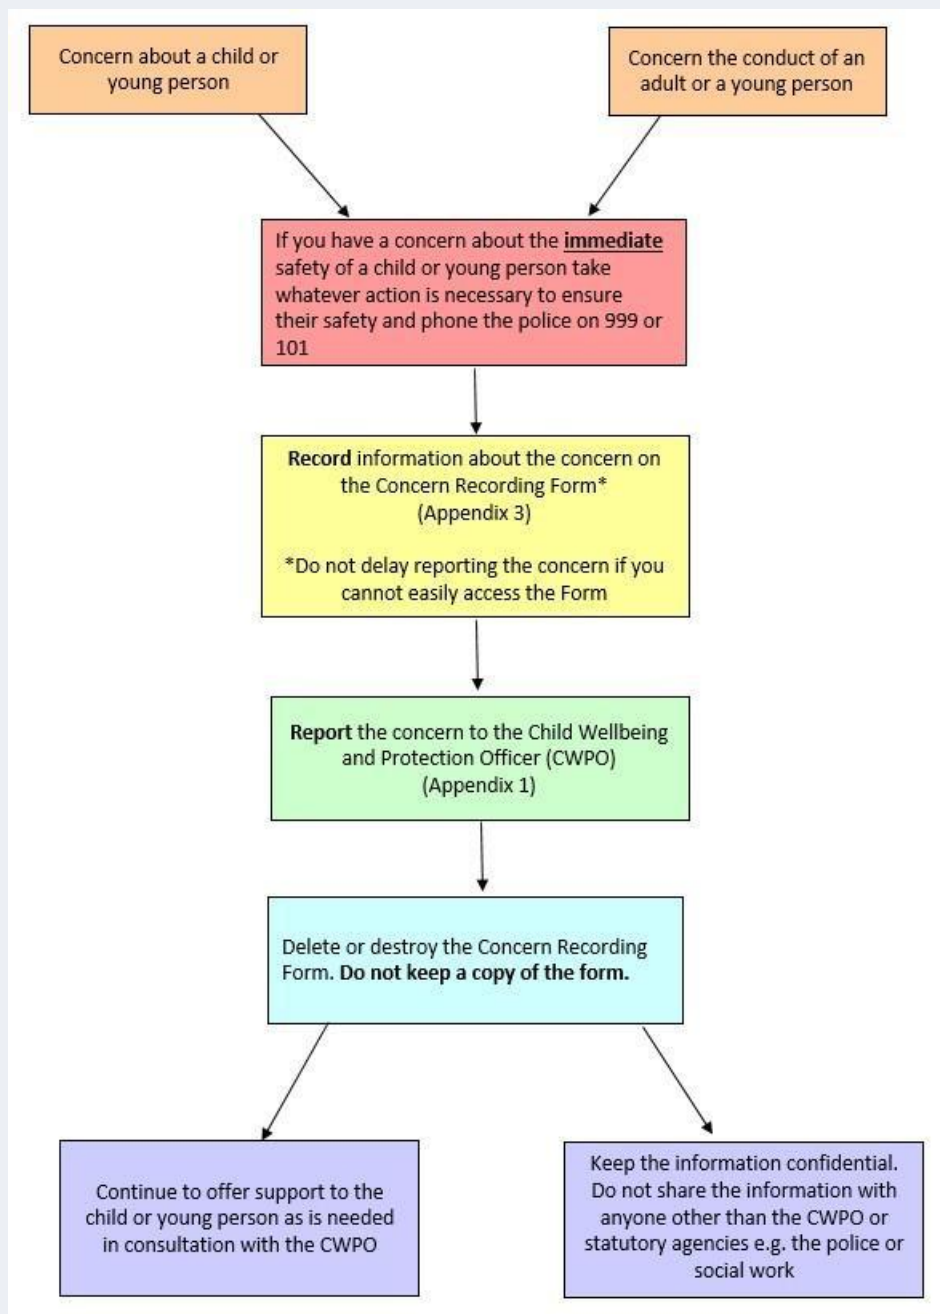 Concern about a child or
young person
Concern the conduct of an
adult or a young person
If you have a concern about the immediate
safety of a child or young person take
whatever action is necessary to ensure
their safety and phone the police on 999 or
101
Record information about the concern on
the Concern Recording Form*
(Appendix 3)
*Do not delay reporting the concern if you
cannot easily access the Form
Report the concern to the Child Wellbeing
and Protection Officer (CWPO)
(Appendix 1)
Delete or destroy the Concern Recording
Form. Do not keep a copy of the form.
Continue to offer support to the
child or young person as is needed
in consultation with the CWPO
Keep the information confidential.
Do not share the information with
anyone other than the CWPO or
statutory agencies e.g. the police or
social work